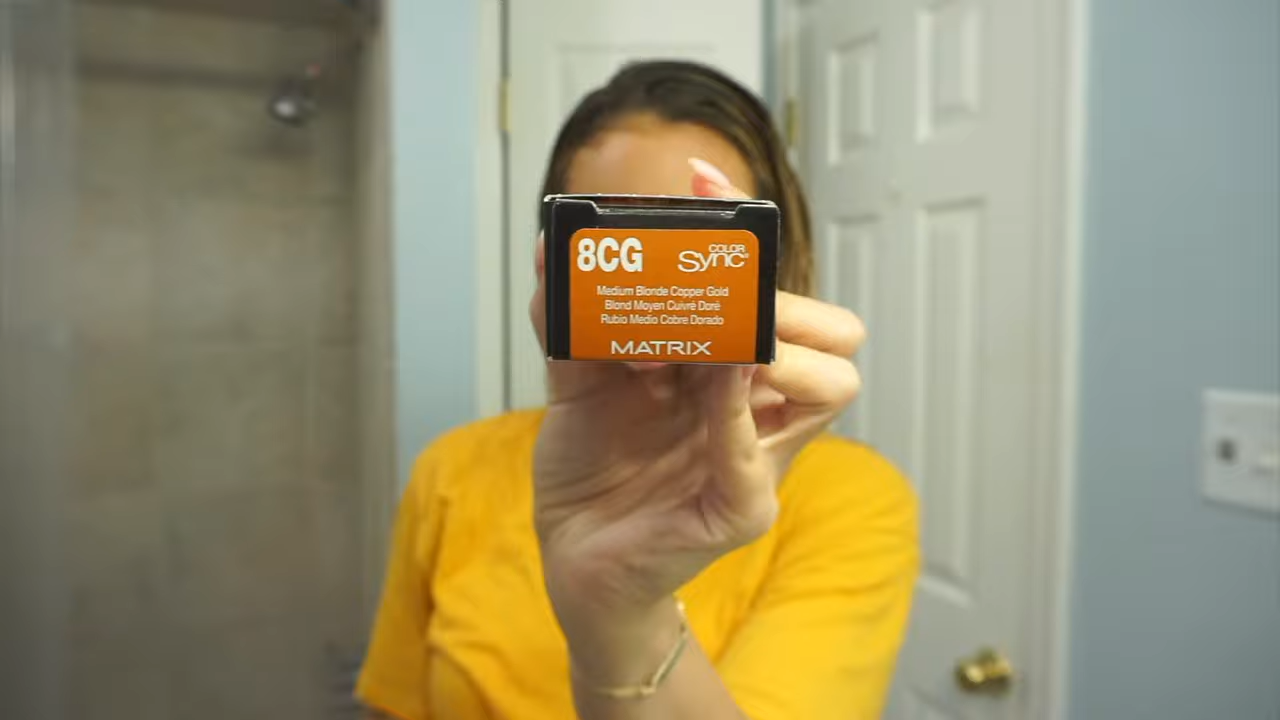 8CG
COLOR
Sync
Medium Blonde Copper Gold
Blond Moyen Cuivré Doré
Rubio Medio Cobre Dorado
MATRIX